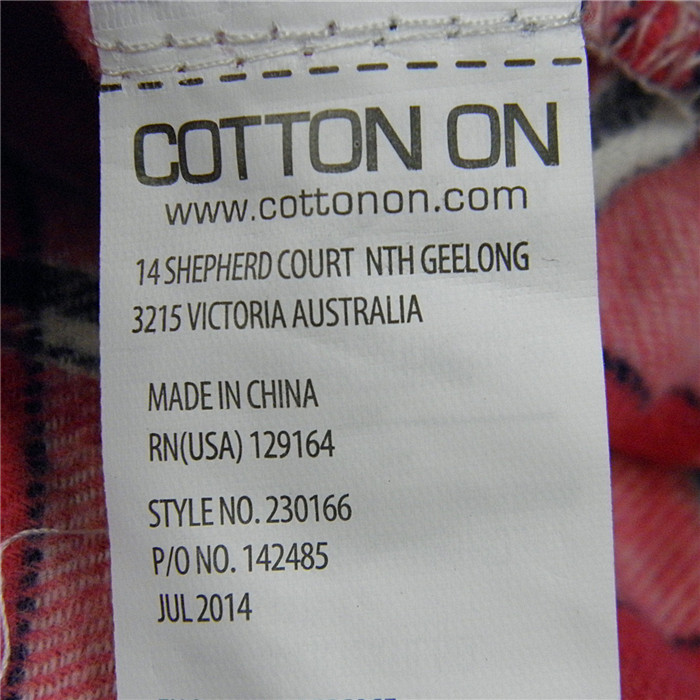 COTTON ON
www.cottonon.com
14 SHEPHERD COURT NTH GEELONG
3215 VICTORIA AUSTRALIA
MADE IN CHINA
RN(USA) 129164
STYLE NO. 230166
P/O NO. 142485
JUL 2014